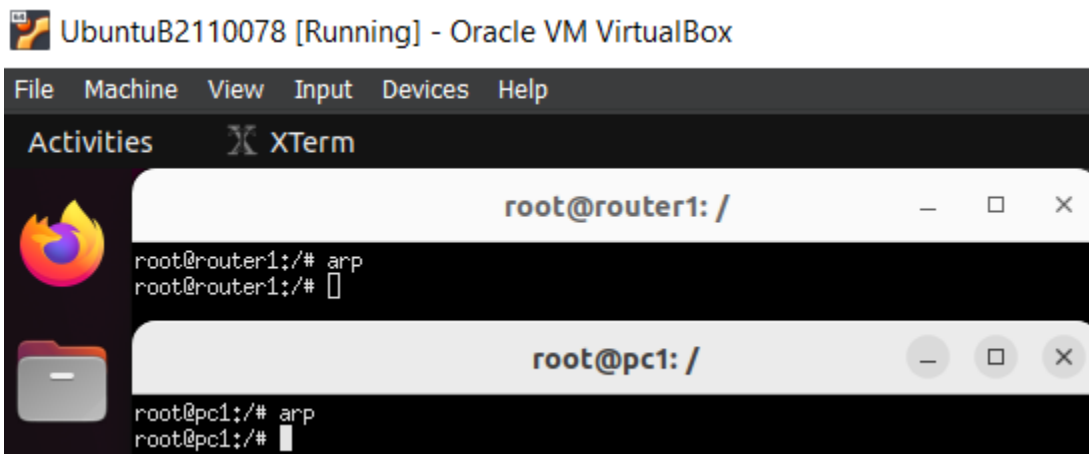 UbuntuB2110078 [Running] - Oracle VM VirtualBox
File Machine View Input Devices Help
Activities XTerm
root@router1: /
root@router1:/# arp
root@router1:/#
root@pc1: /
root@pc1:/# arp
root@pc1:/#